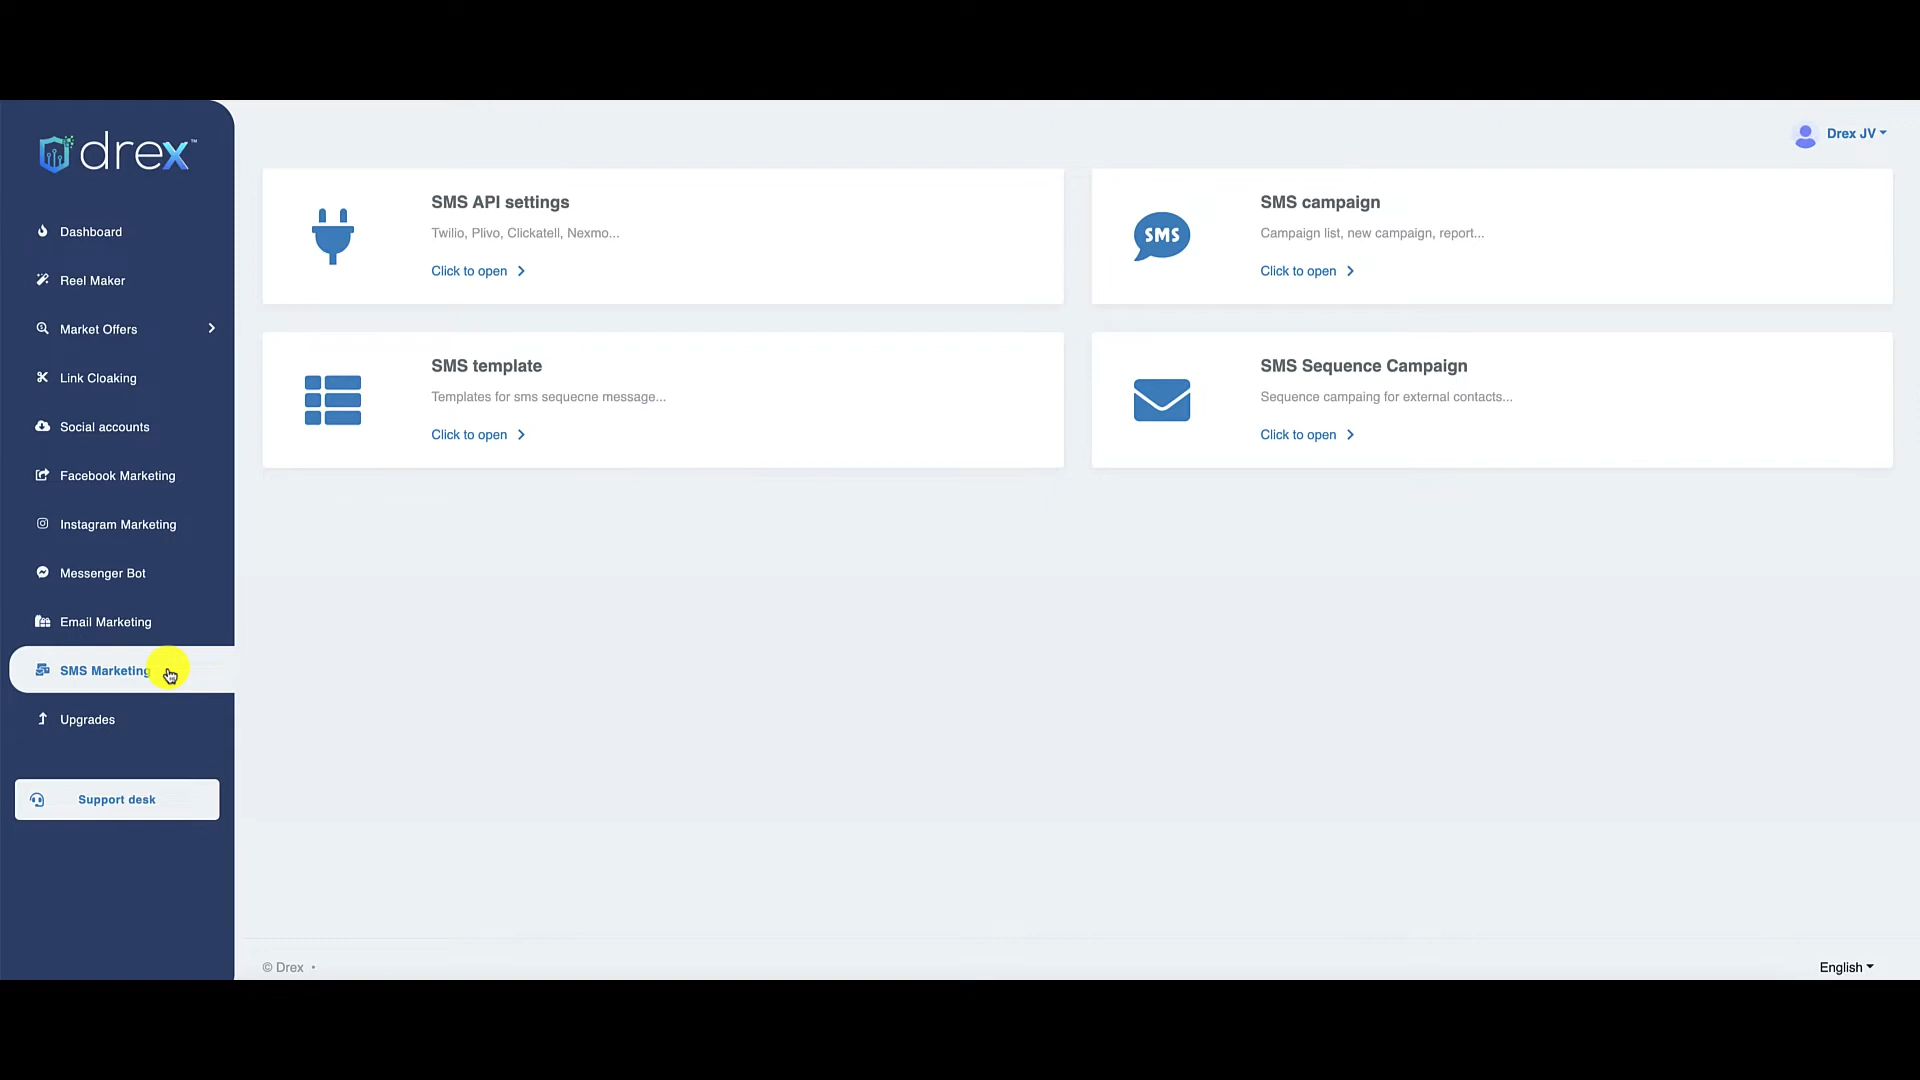 drex™
Drex JV
Dashboard
Reel Maker
Market Offers
Link Cloaking
Social accounts
Facebook Marketing
Instagram Marketing
Messenger Bot
Email Marketing
SMS Marketing
Upgrades
Support desk
SMS API settings
Twilio, Plivo, Clickatell, Nexmo...
Click to open
SMS
SMS campaign
Campaign list, new campaign, report...
Click to open
SMS template
Templates for sms sequecne message...
Click to open
SMS Sequence Campaign
Sequence campaing for external contacts...
Click to open
© Drex •
English